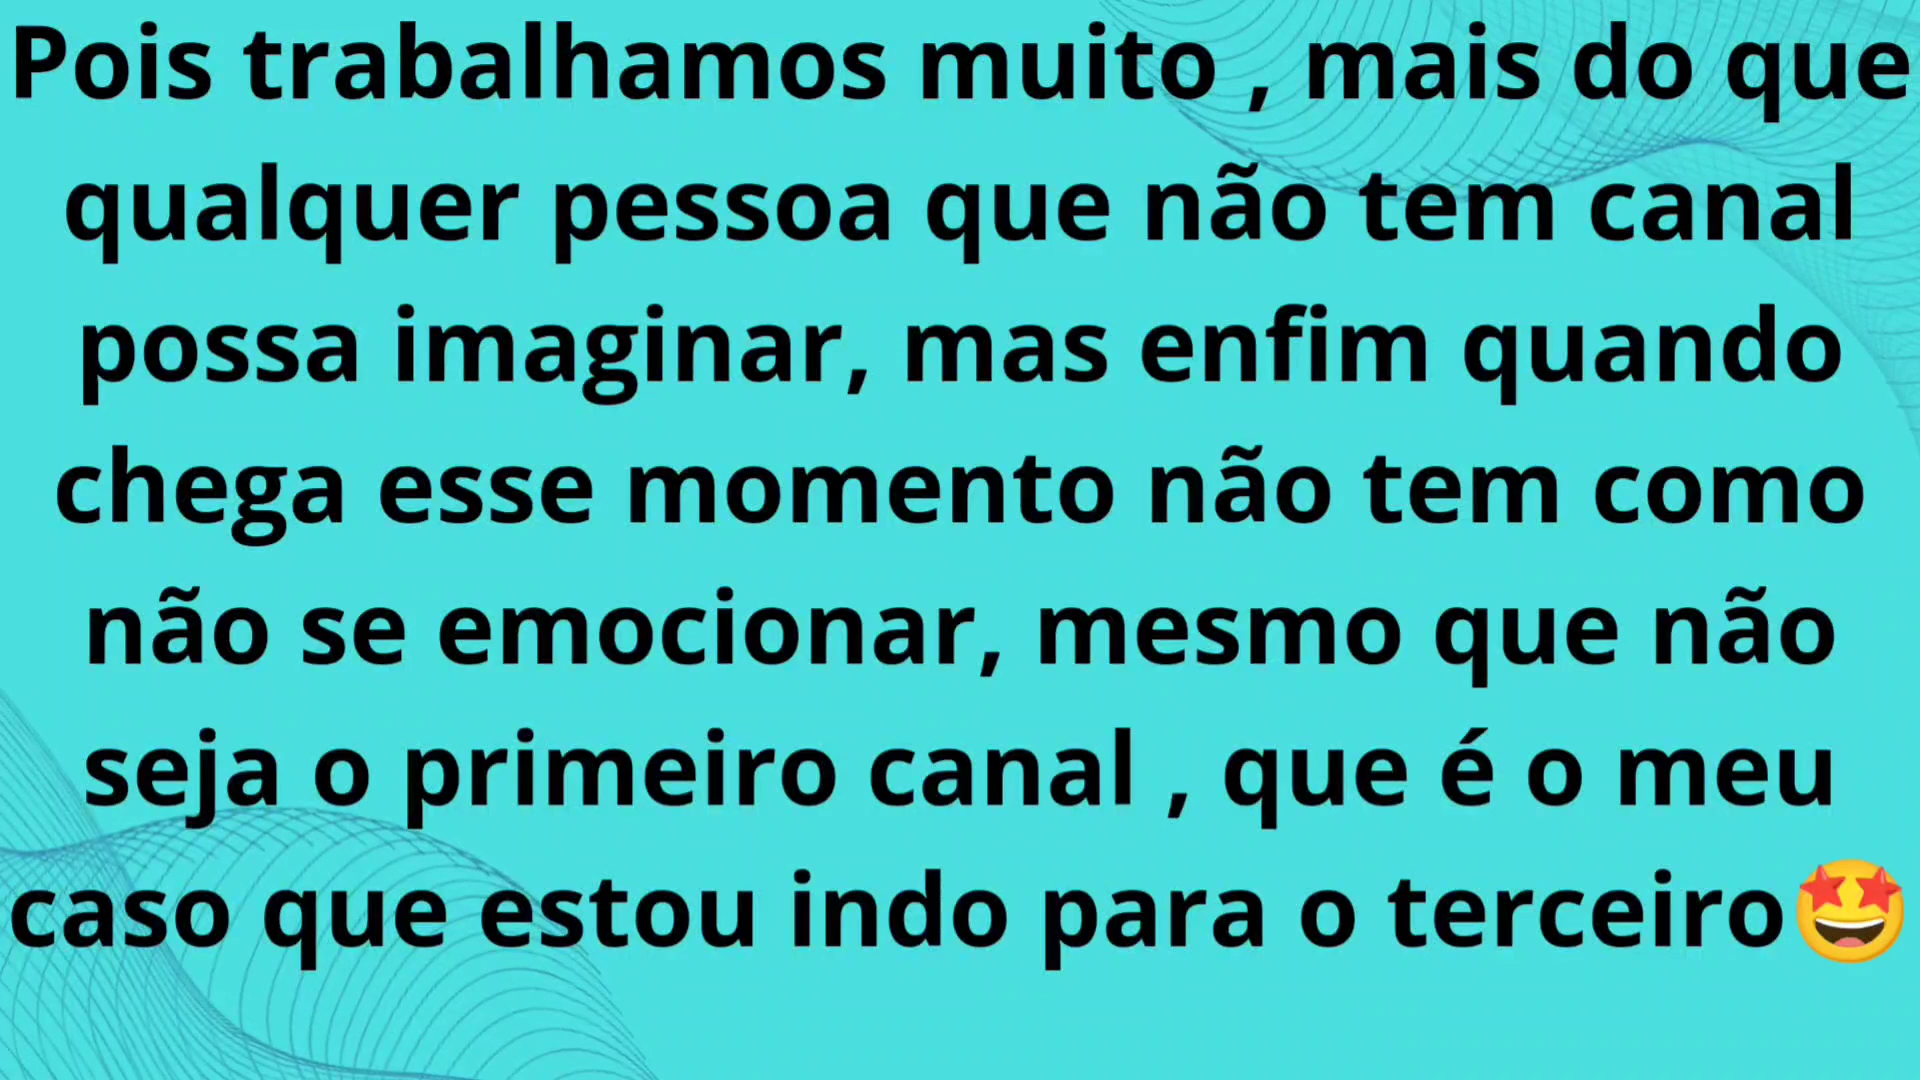 Pois trabalhamos muito , mais do que
qualquer pessoa que não tem canal
possa imaginar, mas enfim quando
chega esse momento não tem como
não se emocionar, mesmo que não
seja o primeiro canal , que é o meu
caso que estou indo para o terceiro🤩